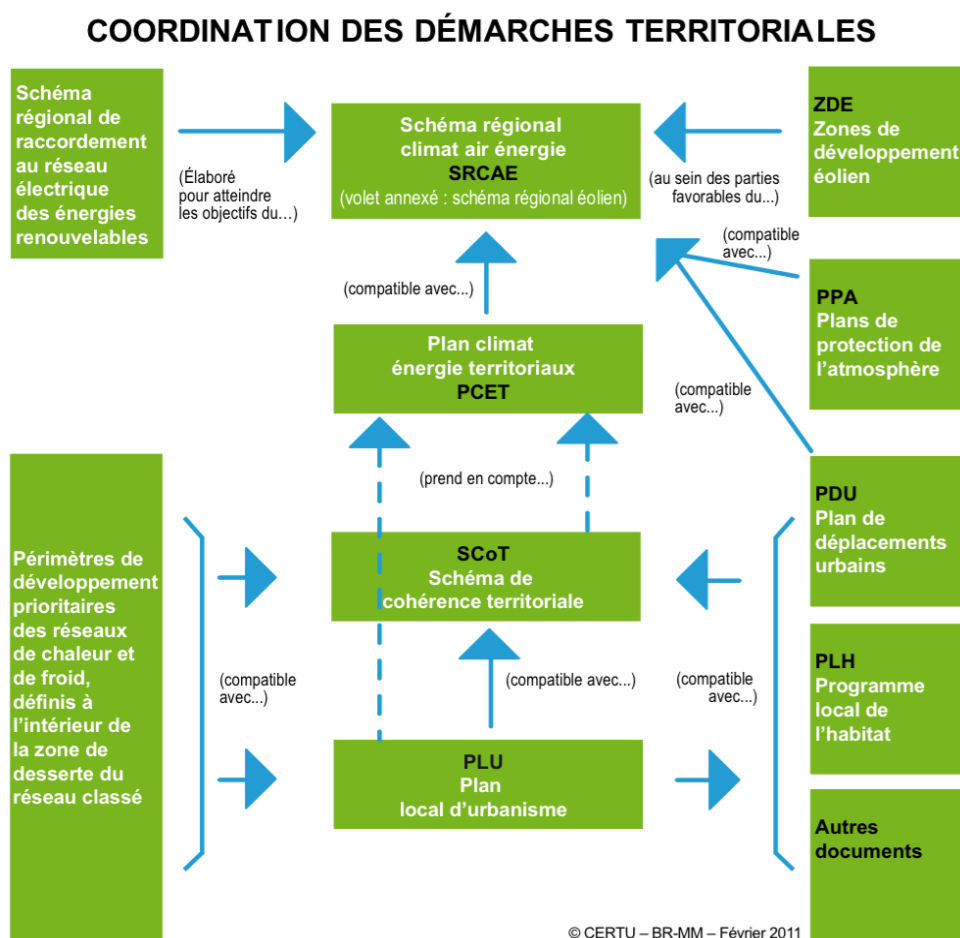 COORDINATION DES DÉMARCHES TERRITORIALES
Schéma
régional de
raccordement
au réseau
électrique
des énergies
renouvelables
(Élaboré
pour atteindre
les objectifs du...)
Schéma régional
climat air énergie
SRCAE
(volet annexé : schéma régional éolien)
(au sein des parties
favorables du...)
ZDE
Zones de
développement
éolien
(compatible
avec...)
PPA
Plans de
protection de
l'atmosphère
(compatible avec...)
Plan climat
énergie territoriaux
PCET
(compatible
avec...)
(prend en compte...)
PDU
Plan de
déplacements
urbains
Périmètres de
développement
prioritaires
des réseaux
de chaleur et
de froid,
définis à
l'intérieur de
la zone de
desserte du
réseau classé
SCoT
Schéma de
cohérence territoriale
(compatible
avec...)
(compatible avec...)
(compatible
avec...)
PLH
Programme
local de
l'habitat
PLU
Plan
local d'urbanisme
Autres
documents
© CERTU – BR-MM – Février 2011